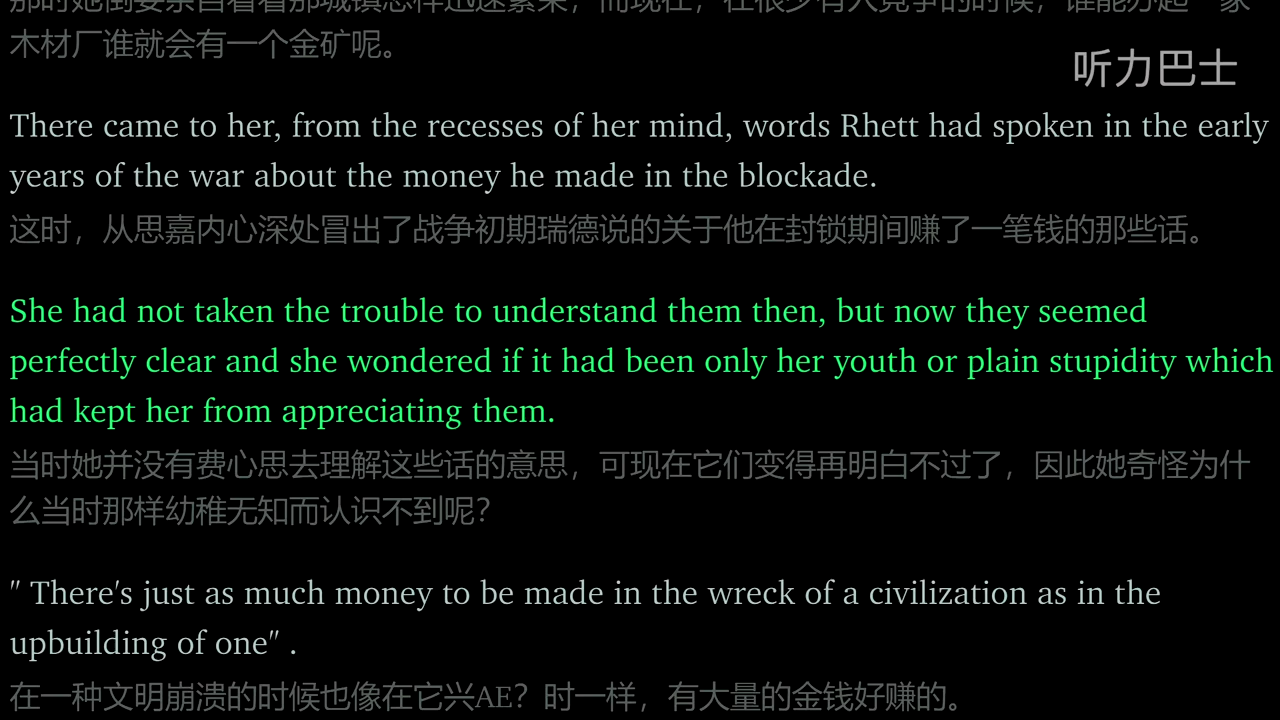 木材厂谁就会有一个金矿呢。
听力巴士
There came to her, from the recesses of her mind, words Rhett had spoken in the early
years of the war about the money he made in the blockade.
这时，从思嘉内心深处冒出了战争初期瑞德说的关于他在封锁期间赚了一笔钱的那些话。
She had not taken the trouble to understand them then, but now they seemed
perfectly clear and she wondered if it had been only her youth or plain stupidity which
had kept her from appreciating them.
当时她并没有费心思去理解这些话的意思，可现在它们变得再明白不过了，因此她奇怪为什
么当时那样幼稚无知而认识不到呢？
" There's just as much money to be made in the wreck of a civilization as in the
upbuilding of one" .
在一种文明崩溃的时候也像在它兴AE？时一样，有大量的金钱好赚的。